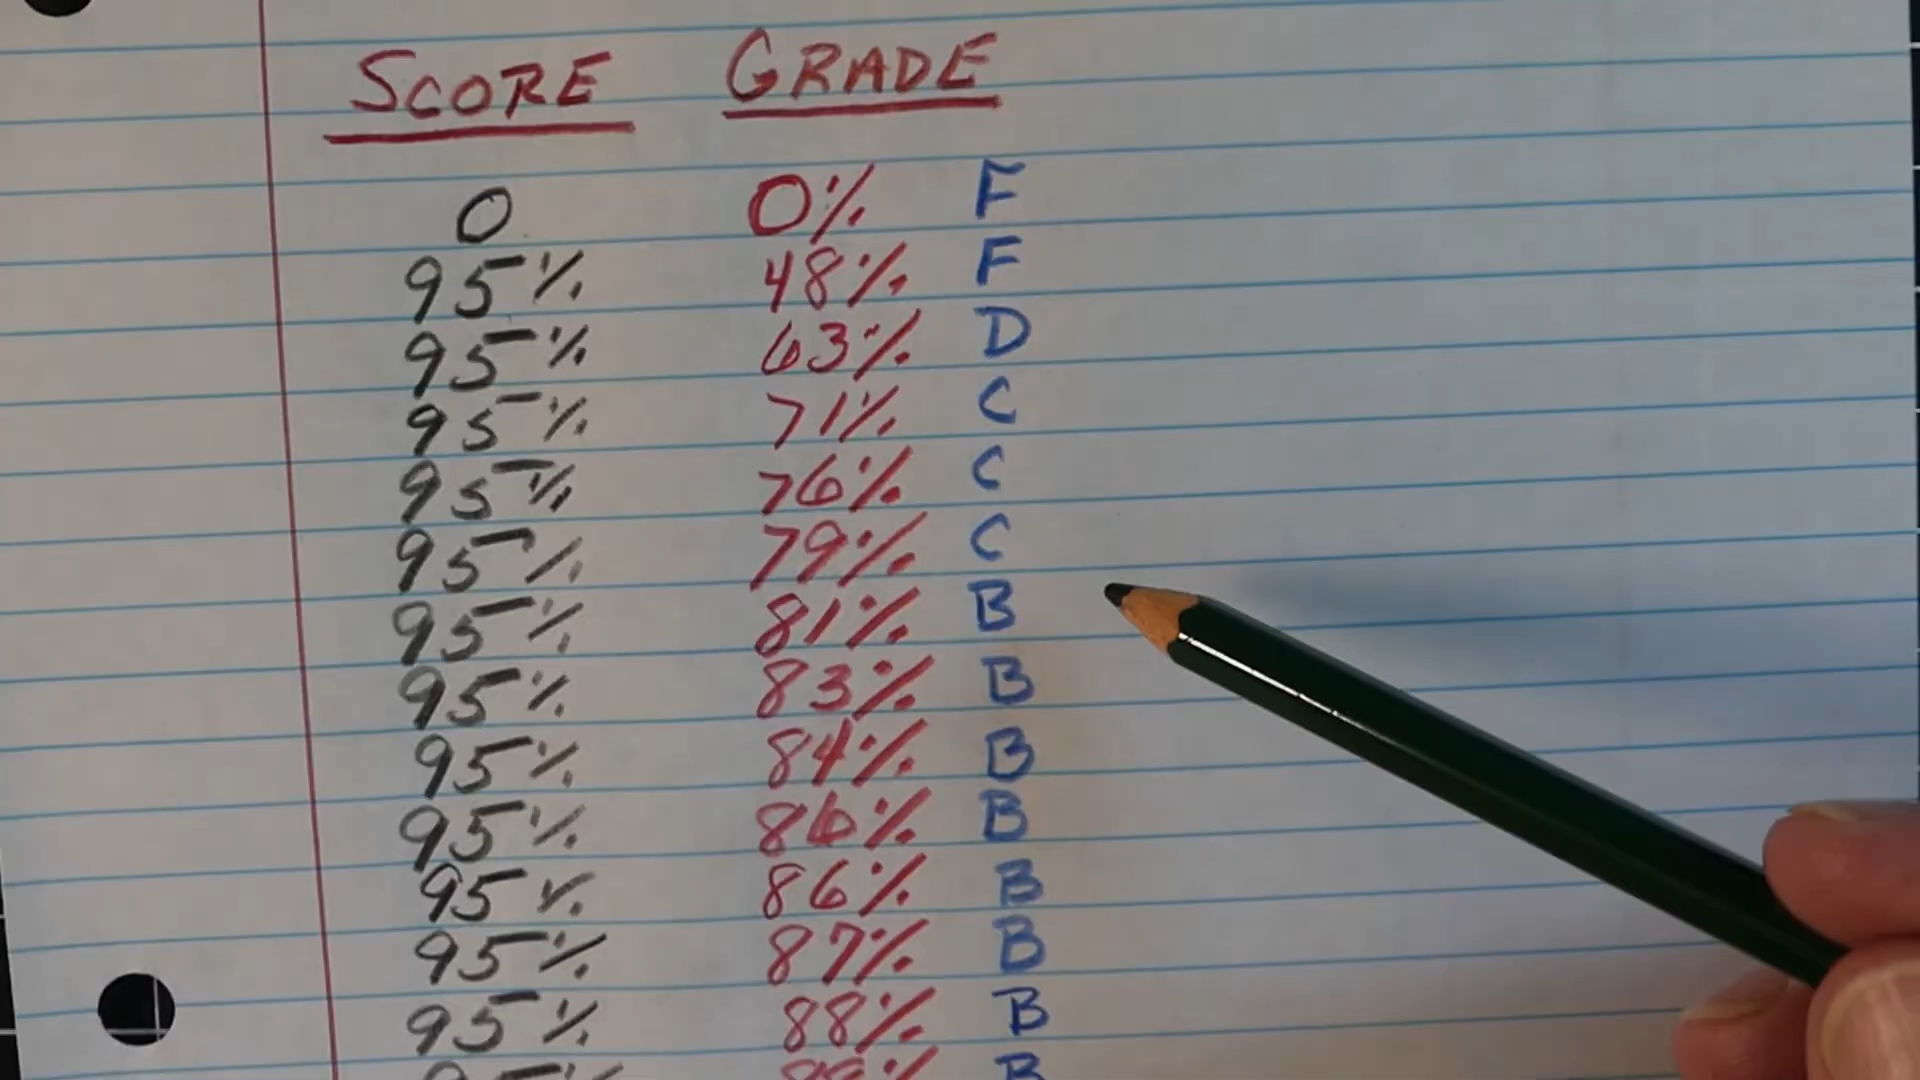 SCORE GRADE
0 0% F
95% 48% F
95% 63% D
95% 71% C
95% 76% C
95% 79% C
95% 81% B
95% 83% B
95% 84% B
95% 86% B
95% 86% B
95% 87% B
95% 88% B
95% B